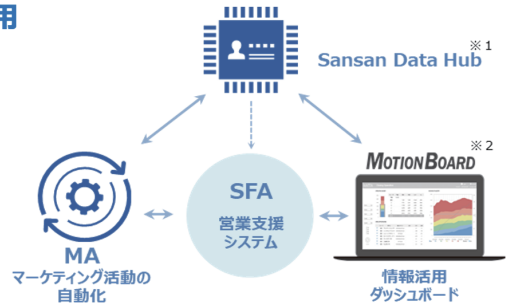 用
※1
Sansan Data Hub
※2
MOTIONBOARD
SFA
営業支援
システム
MA
マーケティング活動の
自動化
情報活用
ダッシュボード